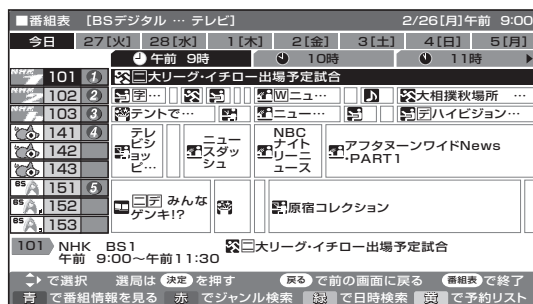 ■番組表 [BSデジタル … テレビ] 2/26[月]午前 9:00
今日 27[火] 28[水] 1[木] 2[金] 3[土] 4[日] 5[月]
午前 9時 10時 11時
NHK 101 1 二大リーグ・イチロー出場予定試合
NHK 102 2 字… W ニュ… 大相撲秋場所 …
NHK 103 3 テントで… ニュー… デハイビジョン…
141 4 テレビショッピ… ニュースダッシュ NBCナイトリーニュース アフタヌーンワイドNews・PART1
142
143
BS 151 5 二デ みんなゲンキ!? 原宿コレクション
BS 152
BS 153
101 NHK BS1 二大リーグ・イチロー出場予定試合
午前 9:00~午前11:30
で選択 選局は 決定 を押す 戻る で前の画面に戻る 番組表 で終了
青 で番組情報を見る 赤 でジャンル検索 緑 で日時検索 黄 で予約リスト